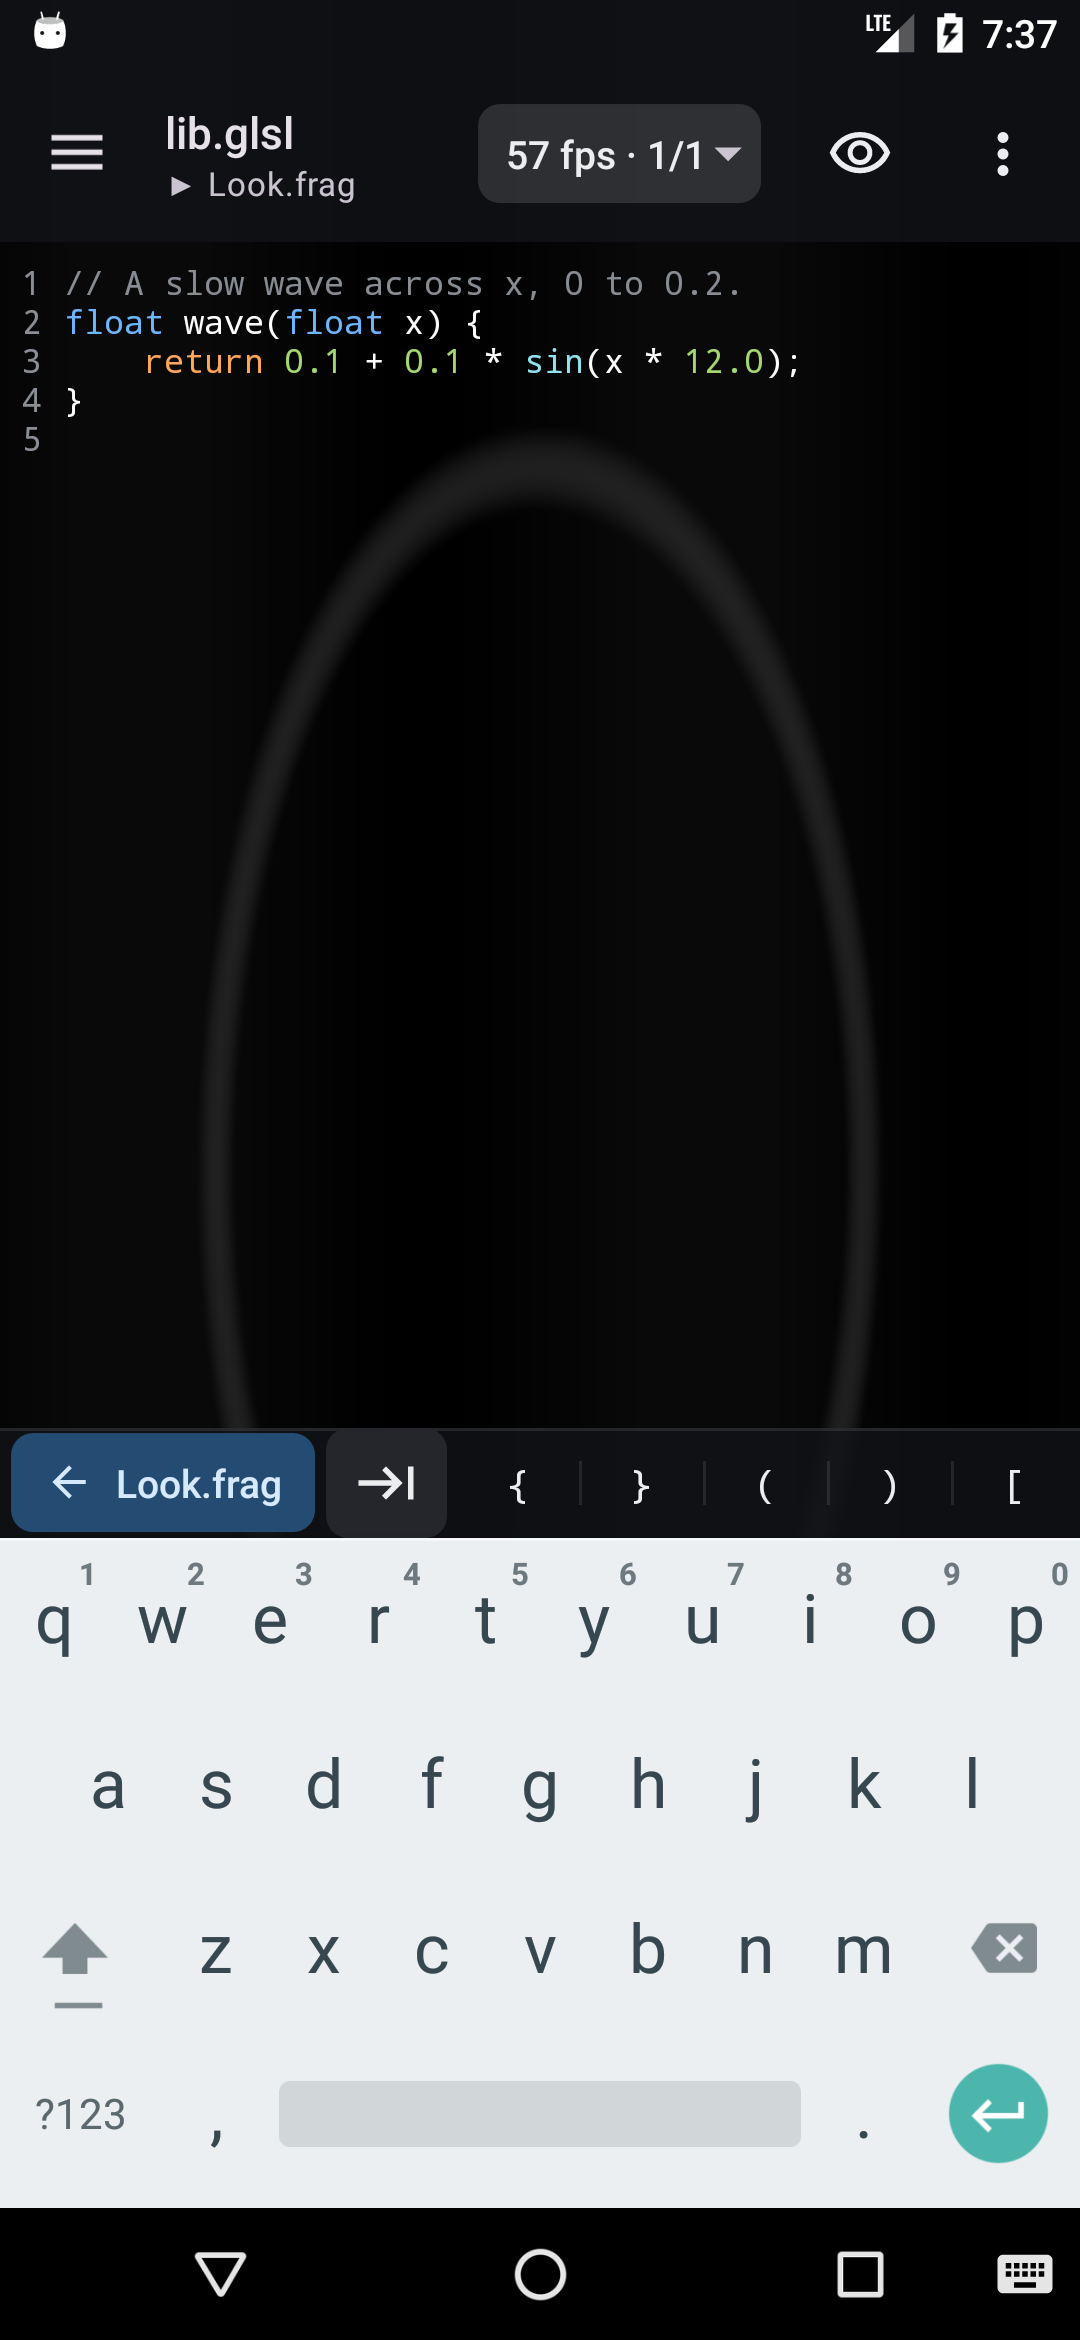 LTE 7:37
lib.glsl
► Look.frag
57 fps · 1/1
1 // A slow wave across x, 0 to 0.2.
2 float wave(float x) {
3     return 0.1 + 0.1 * sin(x * 12.0);
4 }
5
← Look.frag { } ( ) [
1 2 3 4 5 6 7 8 9 0
q w e r t y u i o p
a s d f g h j k l
z x c v b n m
?123 , .